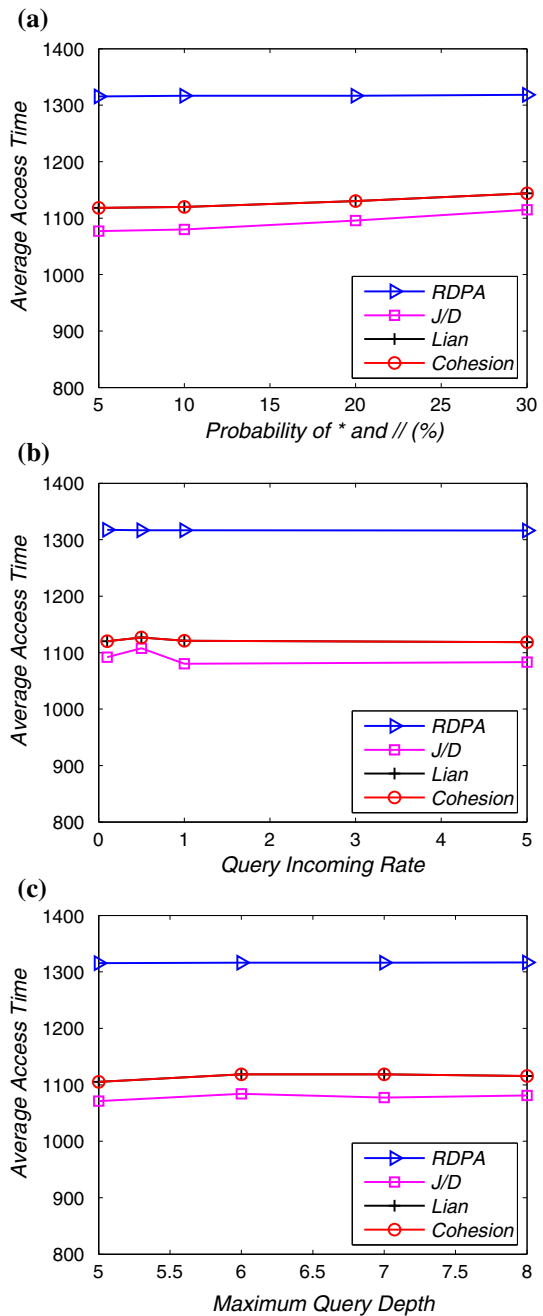 (a)
1400
1300
1200
1100
1000
900
800
Average Access Time
5 10 15 20 25 30
Probability of * and // (%)
RDPA
J/D
Lian
Cohesion
(b)
1400
1300
1200
1100
1000
900
800
Average Access Time
0 1 2 3 4 5
Query Incoming Rate
RDPA
J/D
Lian
Cohesion
(c)
1400
1300
1200
1100
1000
900
800
Average Access Time
5 5.5 6 6.5 7 7.5 8
Maximum Query Depth
RDPA
J/D
Lian
Cohesion